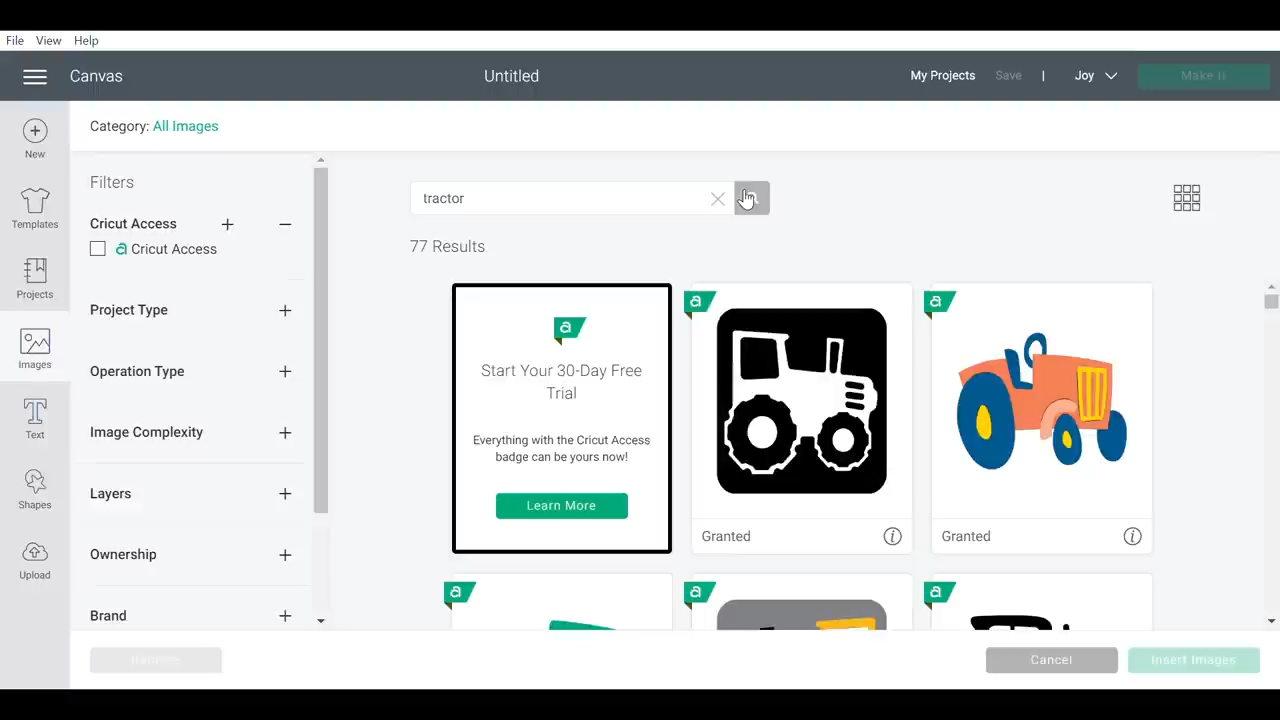 File View Help
Canvas
Untitled
My Projects Save | Joy Make It
Category: All Images
New
Templates
Projects
Images
Text
Shapes
Upload
Filters
Cricut Access
a Cricut Access
Project Type
Operation Type
Image Complexity
Layers
Ownership
Brand
tractor
77 Results
a
Start Your 30-Day Free
Trial
Everything with the Cricut Access
badge can be yours now!
Learn More
a
Granted
a
Granted
a
a
a
Cancel
Insert Images